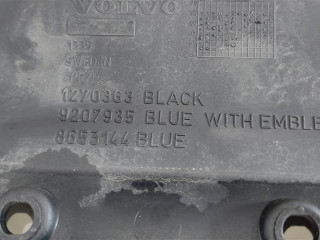 VOLVO
SWEDEN
1270363 BLACK
9207935 BLUE WITH EMBLE
8653144 BLUE